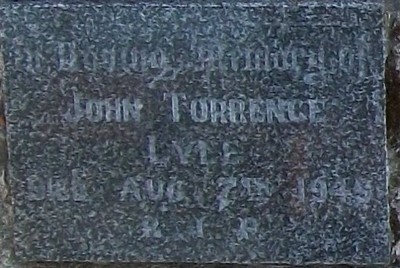 In Loving Memory of
JOHN TORRENCE
LYLE
DIED AUG 7TH
R. I. P.